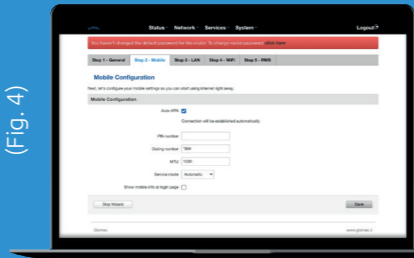 (Fig. 4)
Status Network Services System Logout
You haven't changed the default password for this router. To change router password click here.
Step 1 - General Step 2 - Mobile Step 3 - LAN Step 4 - WiFi Step 5 - RMS
Mobile Configuration
Next, let's configure your mobile settings so you can start using internet right away.
Mobile Configuration
Auto APN
Connection will be established automatically.
PIN number
Dialing number *99#
MTU 1500
Service mode Automatic
Show mobile info at login page
Skip Wizard Save